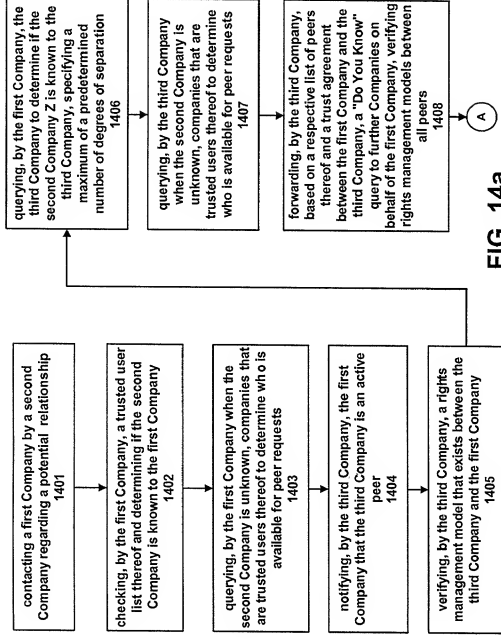 contacting a first Company by a second
Company regarding a potential relationship
1401
checking, by the first Company, a trusted user
list thereof and determining if the second
Company is known to the first Company
1402
querying, by the first Company when the
second Company is unknown, companies that
are trusted users thereof to determine who is
available for peer requests
1403
notifying, by the third Company, the first
Company that the third Company is an active
peer
1404
verifying, by the third Company, a rights
management model that exists between the
third Company and the first Company
1405
querying, by the first Company, the
third Company to determine if the
second Company Z is known to the
third Company, specifying a
maximum of a predetermined
number of degrees of separation
1406
querying, by the third Company
when the second Company is
unknown, companies that are
trusted users thereof to determine
who is available for peer requests
1407
forwarding, by the third Company,
based on a respective list of peers
thereof and a trust agreement
between the first Company and the
third Company, a "Do You Know"
query to further Companies on
behalf of the first Company, verifying
rights management models between
all peers
1408
A
FIG. 14a